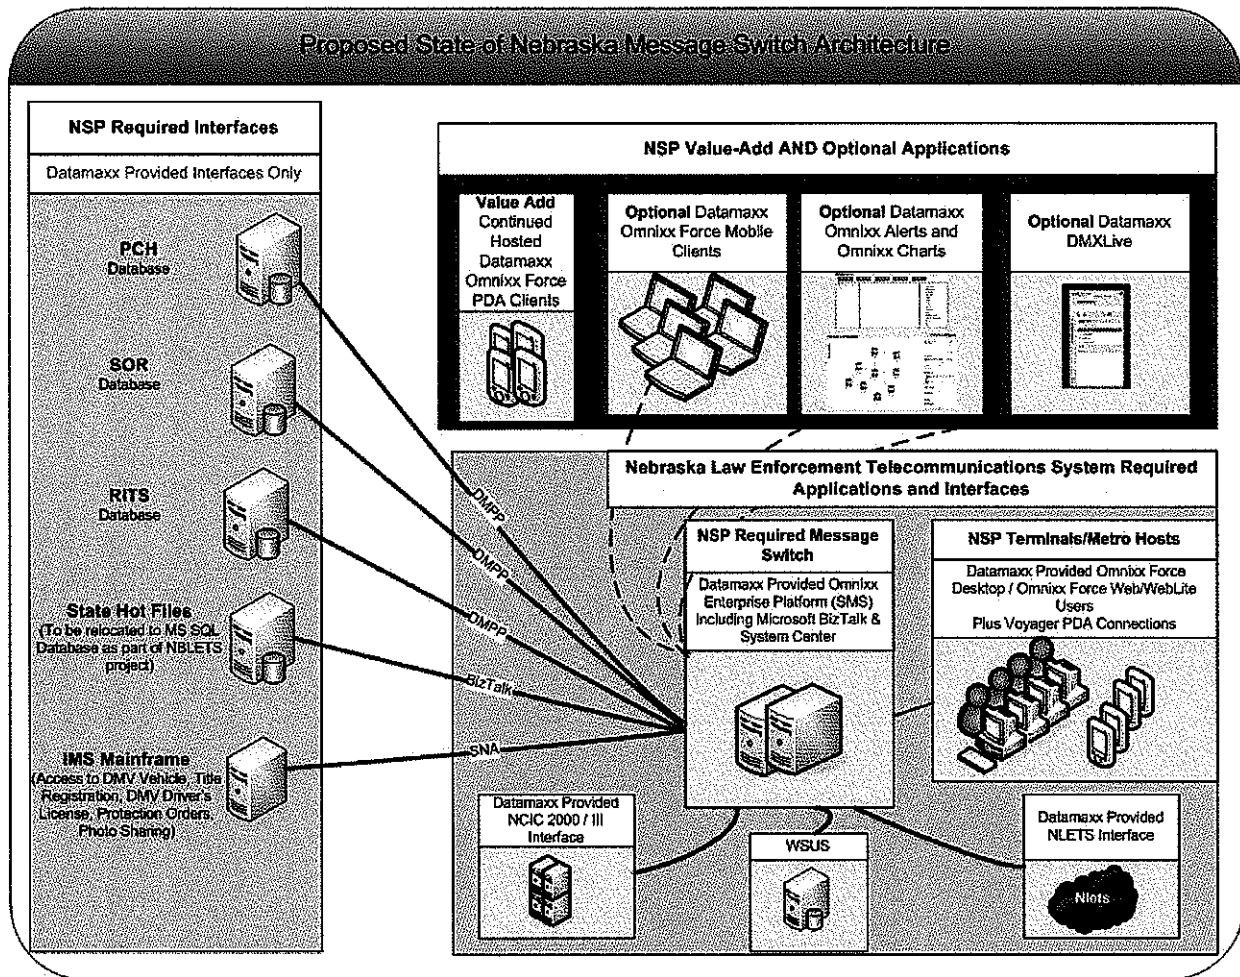 Proposed State of Nebraska Message Switch Architecture
NSP Required Interfaces
Datamaxx Provided Interfaces Only
PCH
Database
SOR
Database
RITS
Database
State Hot Files
(To be relocated to MS SQL
Database as part of NBLETS
project)
IMS Mainframe
(Access to DMV Vehicle, Title
Registration, DMV Driver's
License, Protection Orders,
Photo Sharing)
DMPP
DMPP
DMPP
BizTalk
SNA
NSP Value-Add AND Optional Applications
Value Add
Continued
Hosted
Datamaxx
Omnixx Force
PDA Clients
Optional Datamaxx
Omnixx Force Mobile
Clients
Optional Datamaxx
Omnixx Alerts and
Omnixx Charts
Optional Datamaxx
DMXLive
Nebraska Law Enforcement Telecommunications System Required
Applications and Interfaces
NSP Required Message
Switch
Datamaxx Provided Omnixx
Enterprise Platform (SMS)
Including Microsoft BizTalk &
System Center
NSP Terminals/Metro Hosts
Datamaxx Provided Omnixx Force
Desktop / Omnixx Force Web/WebLite
Users
Plus Voyager PDA Connections
Datamaxx Provided
NCIC 2000 / III
Interface
WSUS
Datamaxx Provided
NLETS Interface
Nlets